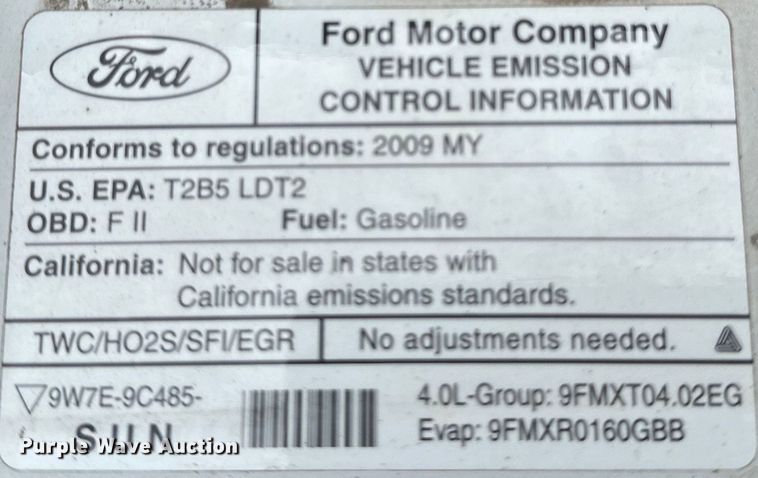 Ford
Ford Motor Company
VEHICLE EMISSION
CONTROL INFORMATION
Conforms to regulations: 2009 MY
U.S. EPA: T2B5 LDT2
OBD: F II Fuel: Gasoline
California: Not for sale in states with
California emissions standards.
TWC/HO2S/SFI/EGR No adjustments needed.
9W7E-9C485- 4.0L-Group: 9FMXT04.02EG
SUN Evap: 9FMXR0160GBB
Purple Wave Auction